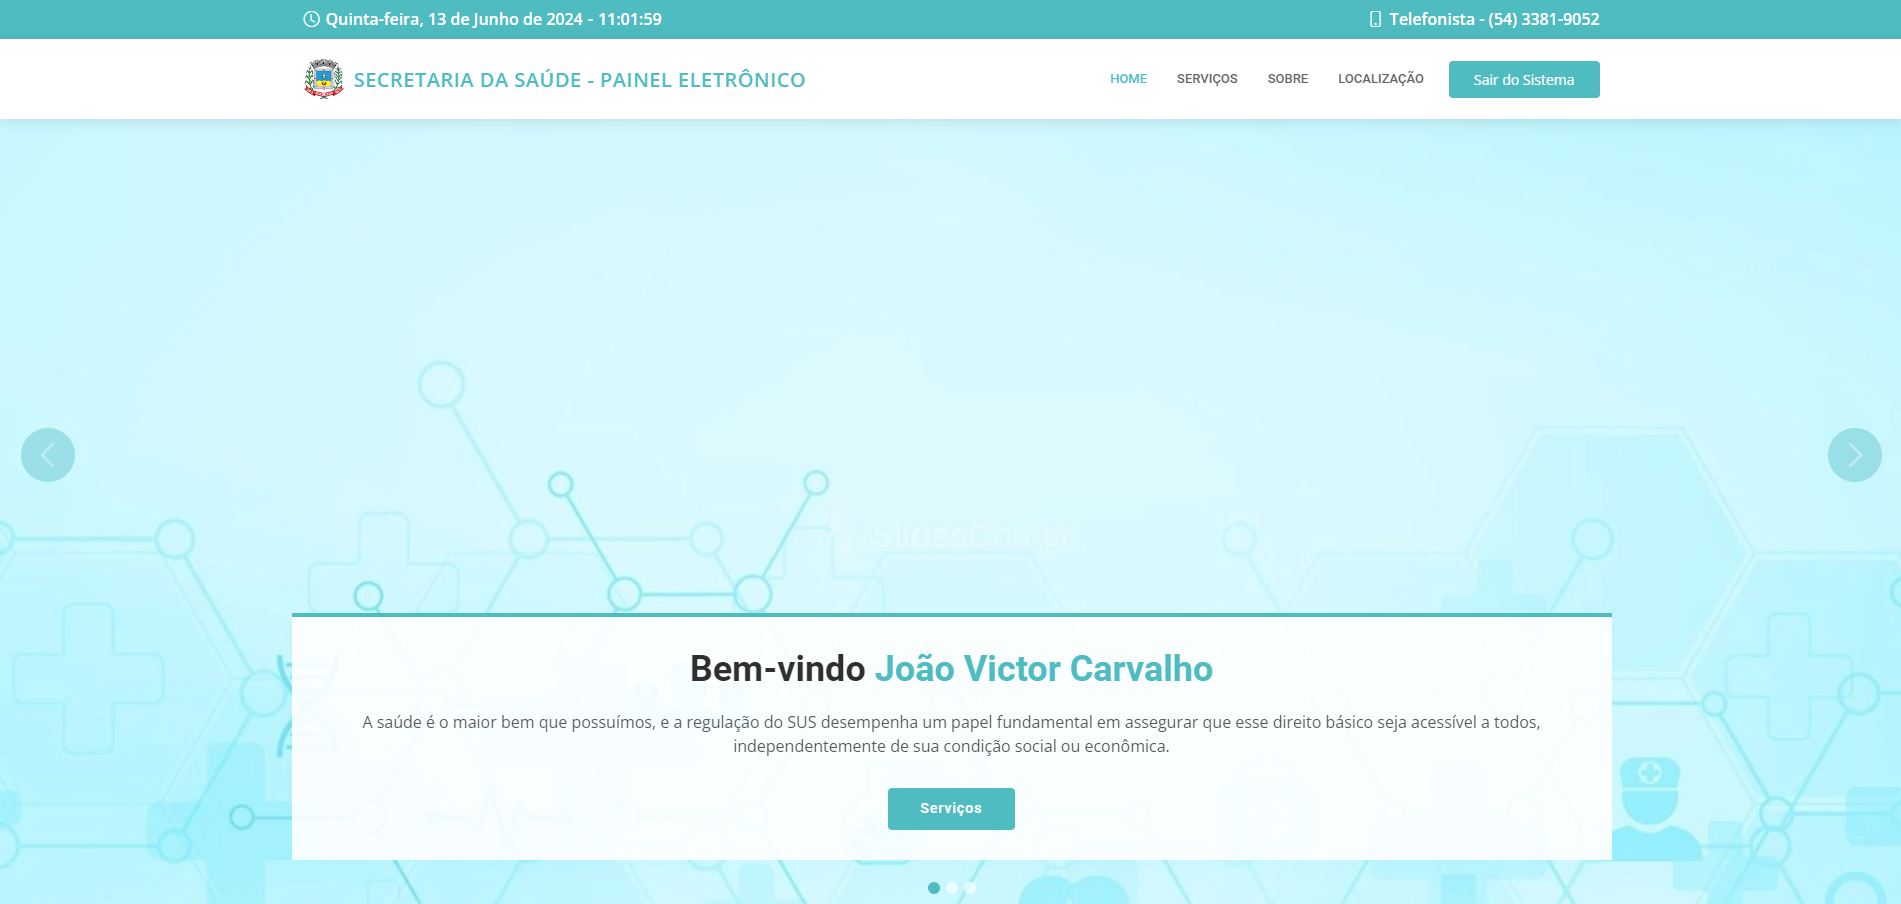 Quinta-feira, 13 de Junho de 2024 - 11:01:59
Telefonista - (54) 3381-9052
SECRETARIA DA SAÚDE - PAINEL ELETRÔNICO
HOME
SERVIÇOS
SOBRE
LOCALIZAÇÃO
Sair do Sistema
SlidesCorner
Bem-vindo João Victor Carvalho
A saúde é o maior bem que possuímos, e a regulação do SUS desempenha um papel fundamental em assegurar que esse direito básico seja acessível a todos,
independentemente de sua condição social ou econômica.
Serviços